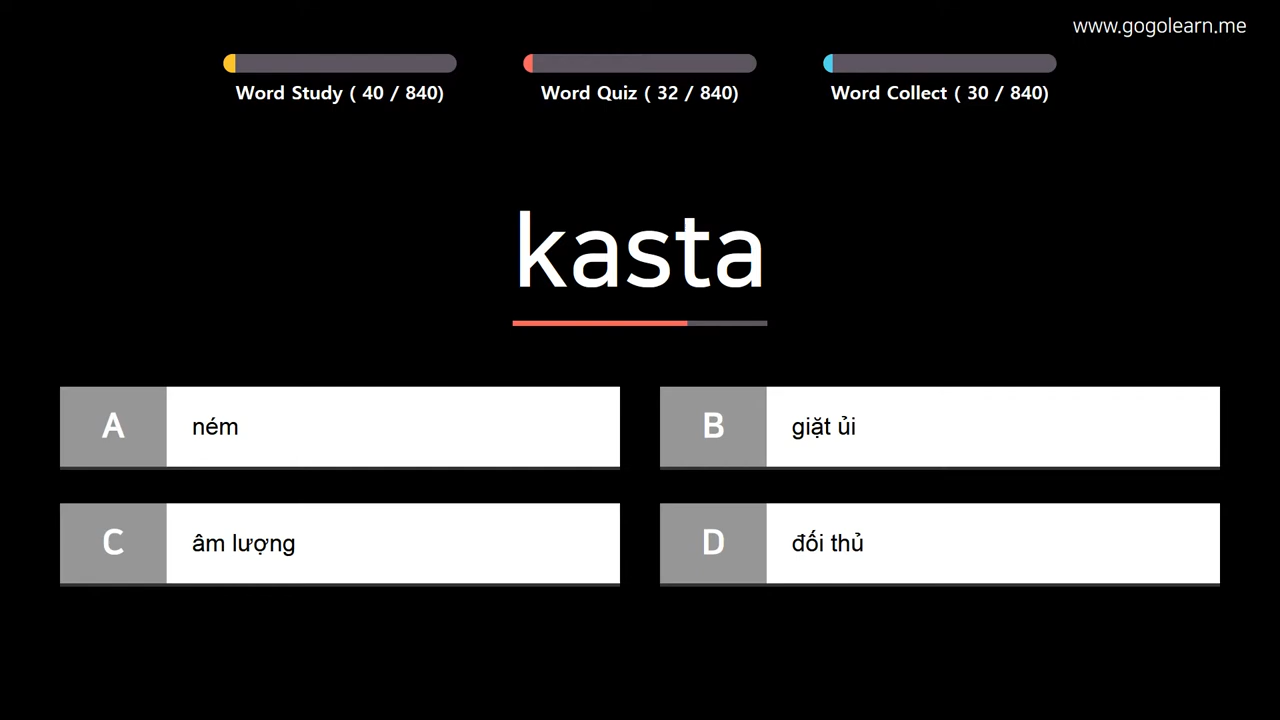 www.gogolearn.me
Word Study ( 40 / 840)
Word Quiz ( 32 / 840)
Word Collect ( 30 / 840)
kasta
A ném
B giặt ủi
C âm lượng
D đối thủ